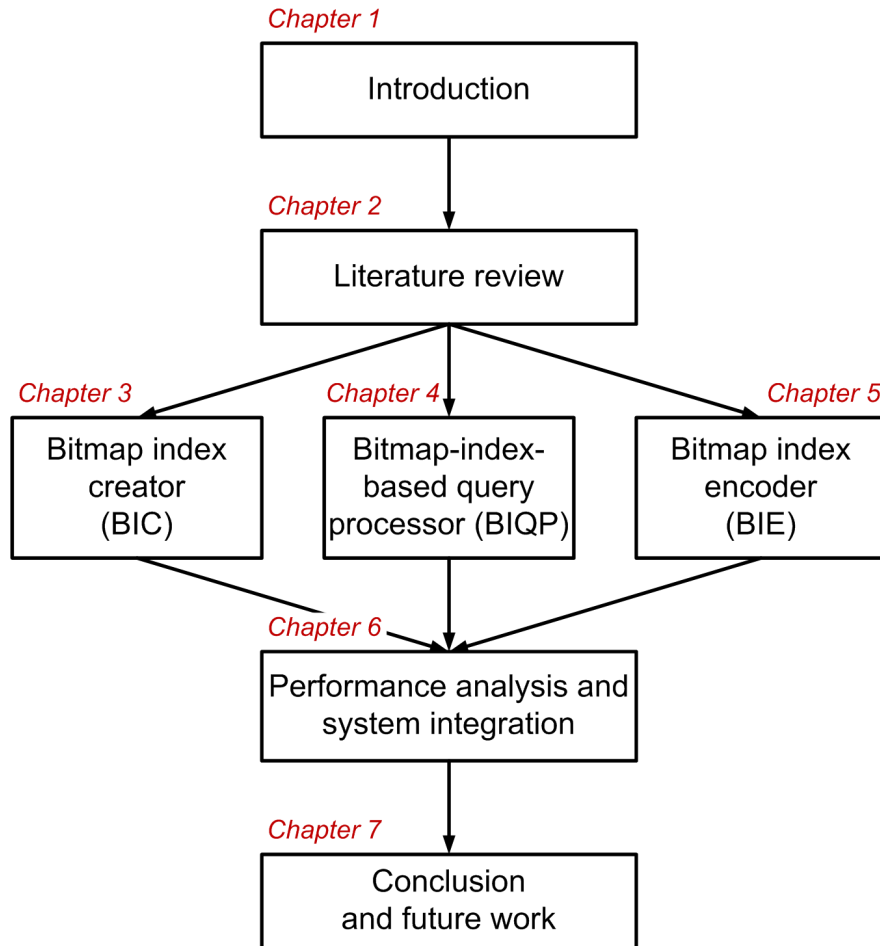 Chapter 1
Introduction
Chapter 2
Literature review
Chapter 3
Bitmap index
creator
(BIC)
Chapter 4
Bitmap-index-
based query
processor (BIQP)
Chapter 5
Bitmap index
encoder
(BIE)
Chapter 6
Performance analysis and
system integration
Chapter 7
Conclusion
and future work